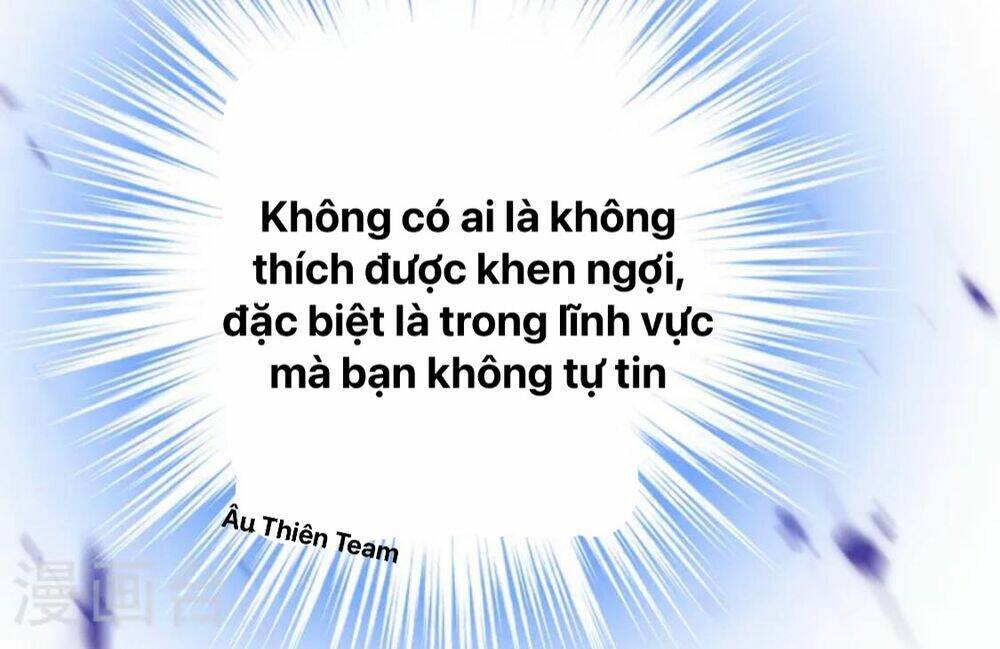 Không có ai là không
thích được khen ngợi,
đặc biệt là trong lĩnh vực
mà bạn không tự tin
Âu Thiên Team
漫画台